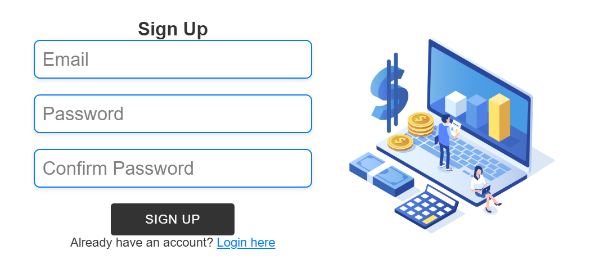 Sign Up
Email
Password
Confirm Password
SIGN UP
Already have an account? Login here